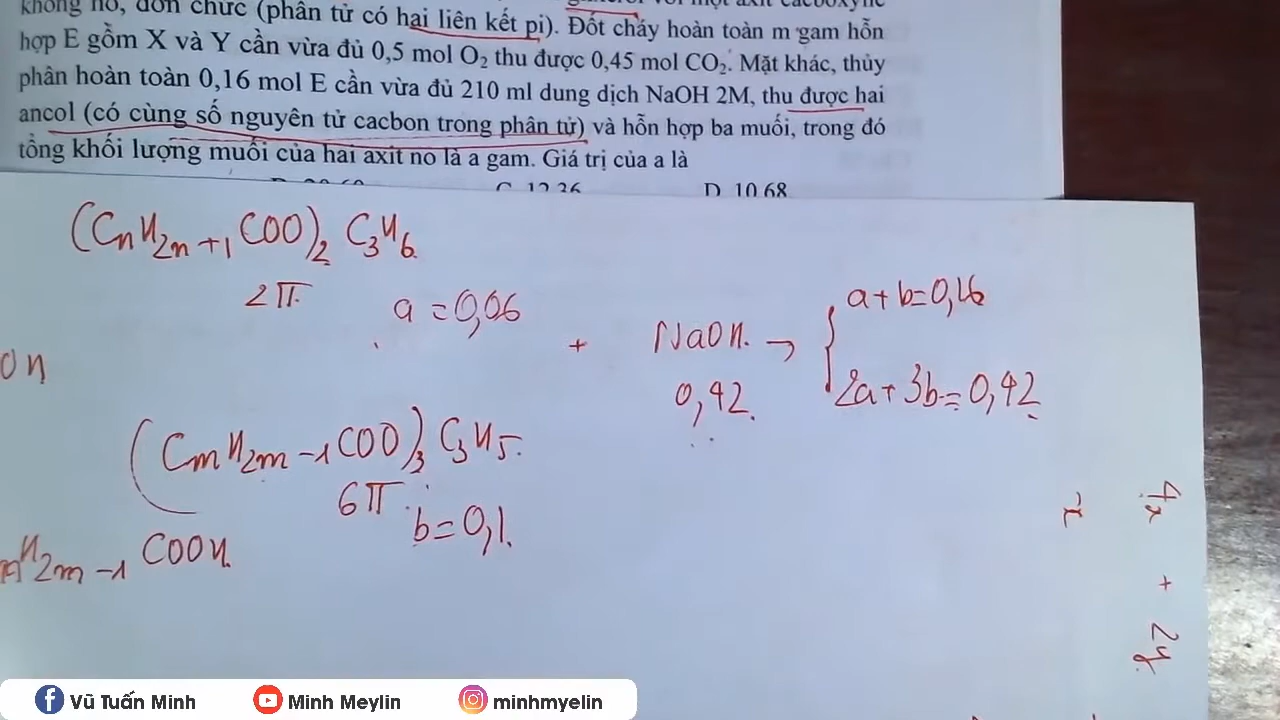 không no, đơn chức (phân tử có hai liên kết pi). Đốt cháy hoàn toàn m gam hỗn
hợp E gồm X và Y cần vừa đủ 0,5 mol O₂ thu được 0,45 mol CO₂. Mặt khác, thủy
phân hoàn toàn 0,16 mol E cần vừa đủ 210 ml dung dịch NaOH 2M, thu được hai
ancol (có cùng số nguyên tử cacbon trong phân tử) và hỗn hợp ba muối, trong đó
tổng khối lượng muối của hai axit no là a gam. Giá trị của a là
C. 12,36 D. 10,68
(CnH2n+1COO)2 C3H6
2π
a = 0,06
+ NaOH →
0,42
a+b=0,16
2a+3b=0,42
OH
(CmH2m-1COO)3 C3H5
6π
b=0,1
H2m-1 COOH
4x + 2y
Vũ Tuấn Minh Minh Meylin minhmyelin